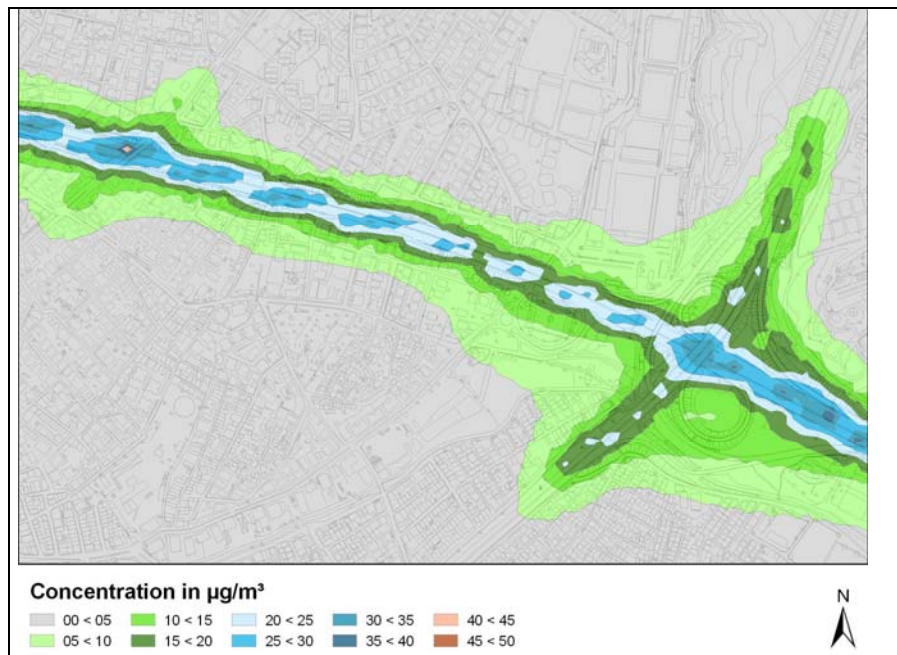 Concentration in µg/m³
00 < 05 10 < 15 20 < 25 30 < 35 40 < 45
05 < 10 15 < 20 25 < 30 35 < 40 45 < 50
N